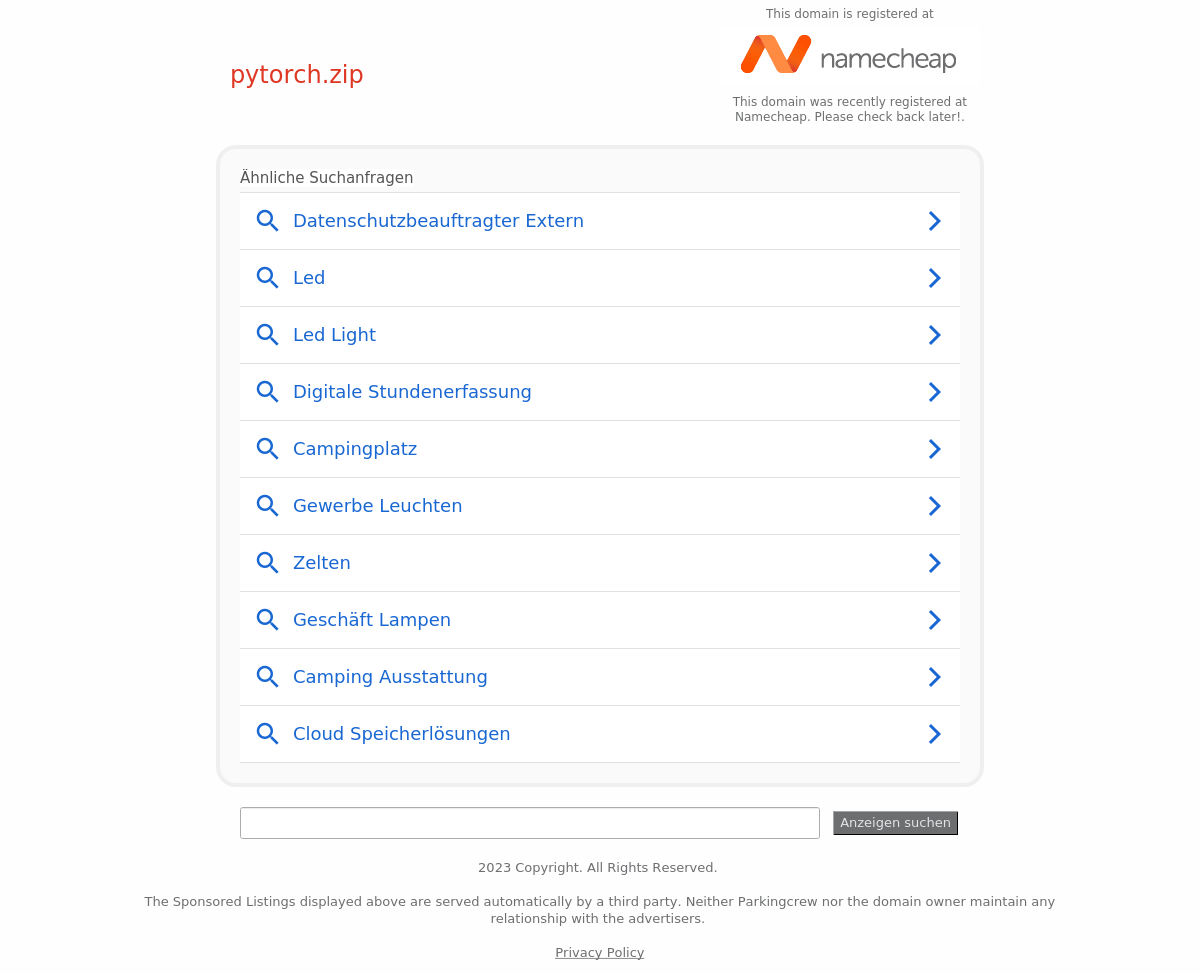 This domain is registered at
namecheap
pytorch.zip
This domain was recently registered at
Namecheap. Please check back later!.
Ähnliche Suchanfragen
Datenschutzbeauftragter Extern
Led
Led Light
Digitale Stundenerfassung
Campingplatz
Gewerbe Leuchten
Zelten
Geschäft Lampen
Camping Ausstattung
Cloud Speicherlösungen
Anzeigen suchen
2023 Copyright. All Rights Reserved.
The Sponsored Listings displayed above are served automatically by a third party. Neither Parkingcrew nor the domain owner maintain any
relationship with the advertisers.
Privacy Policy